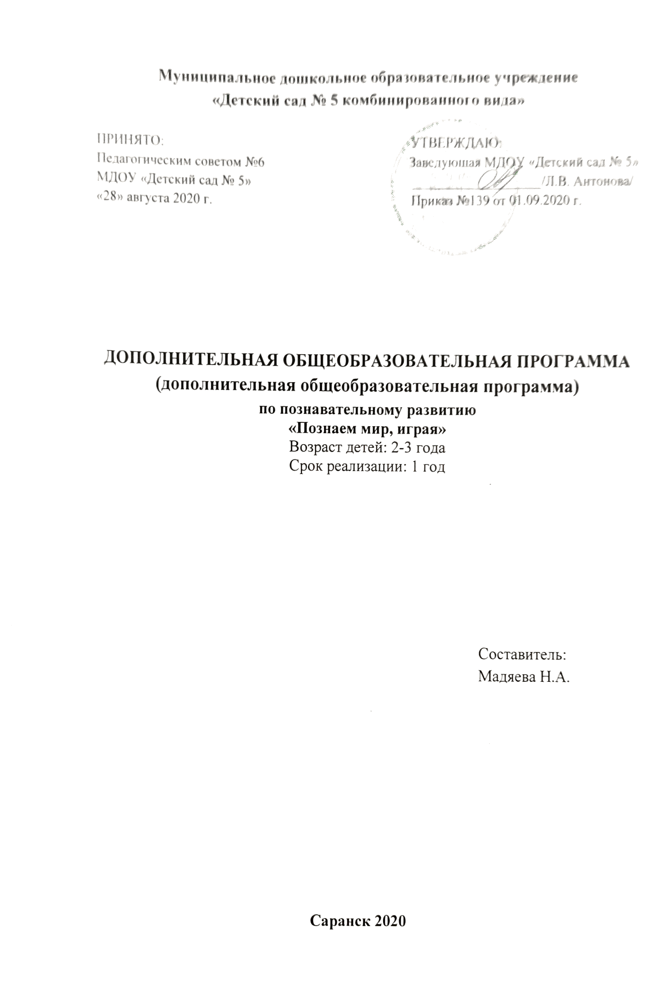 Муниципальное дошкольное образовательное учреждение
«Детский сад № 5 комбинированного вида»
ПРИНЯТО:
Педагогическим советом №6
МДОУ «Детский сад № 5»
«28» августа 2020 г.
УТВЕРЖДАЮ:
Заведующая МДОУ «Детский сад № 5»
/Л.В. Антонова/
Приказ №139 от 01.09.2020 г.
ДОПОЛНИТЕЛЬНАЯ ОБЩЕОБРАЗОВАТЕЛЬНАЯ ПРОГРАММА
(дополнительная общеобразовательная программа)
по познавательному развитию
«Познаем мир, играя»
Возраст детей: 2-3 года
Срок реализации: 1 год
Составитель:
Мадяева Н.А.
Саранск 2020